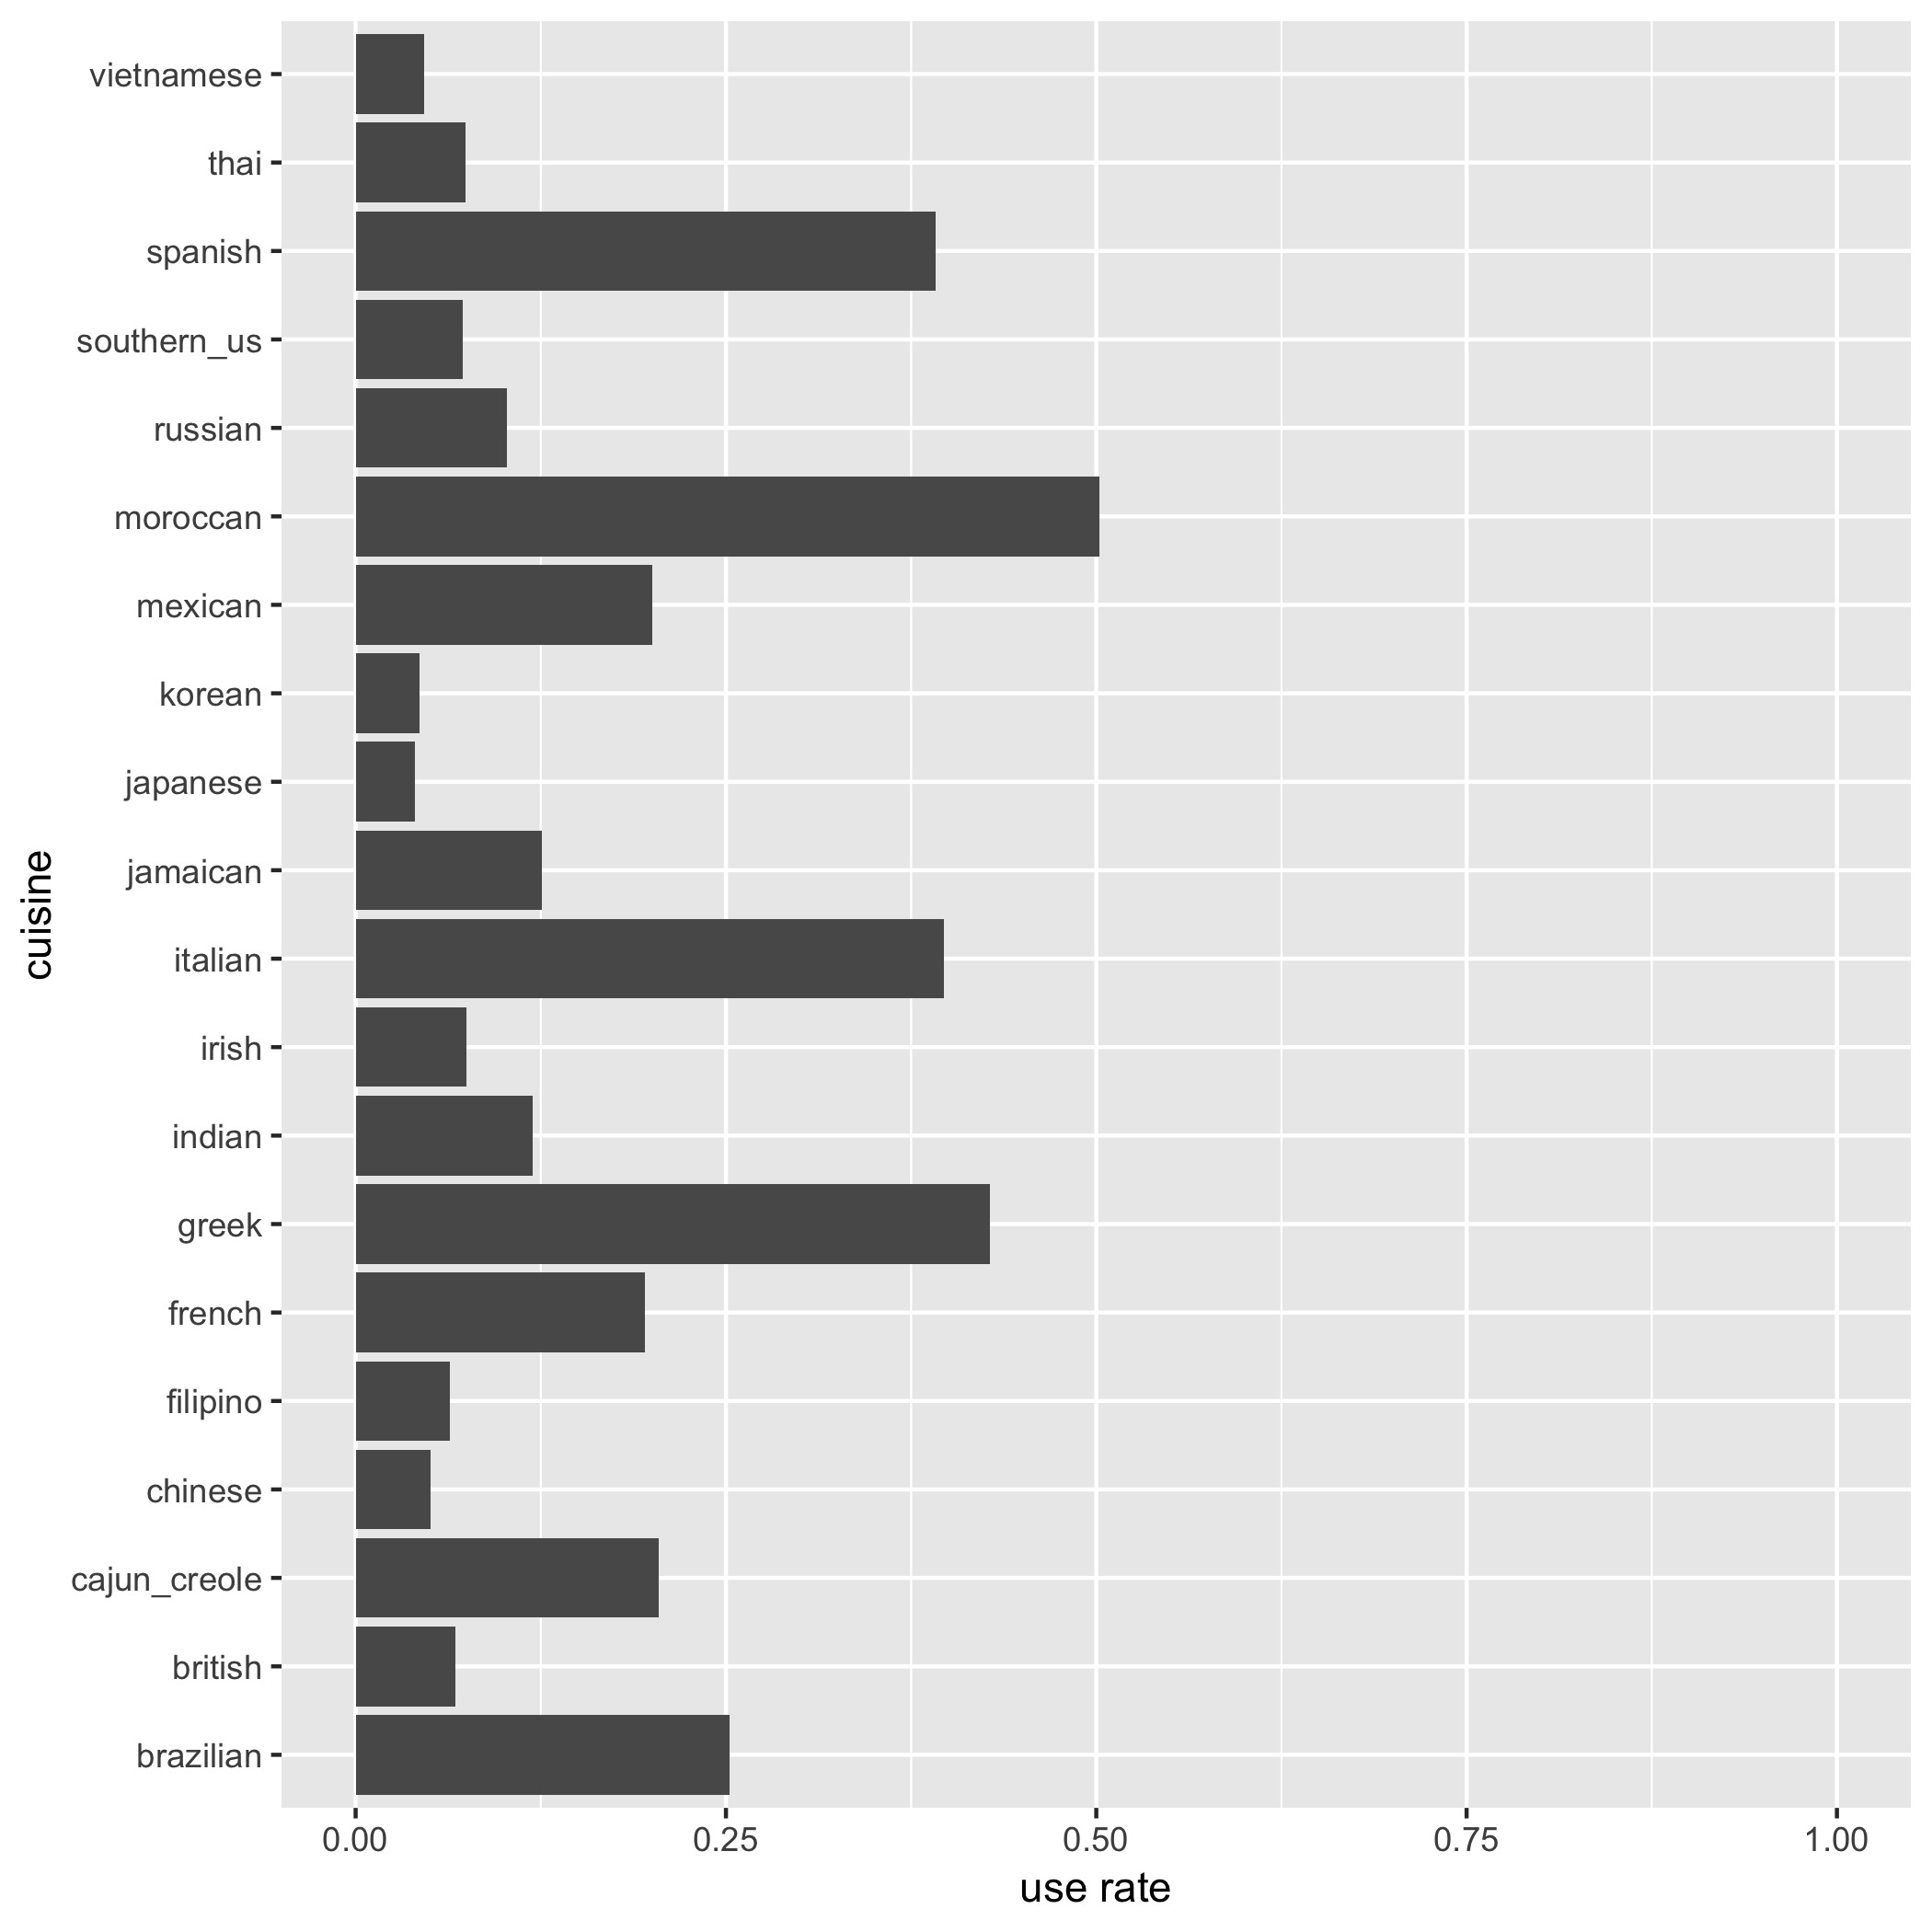 vietnamese
thai
spanish
southern_us
russian
moroccan
mexican
korean
japanese
jamaican
italian
irish
indian
greek
french
filipino
chinese
cajun_creole
british
brazilian
cuisine
0.00 0.25 0.50 0.75 1.00
use rate